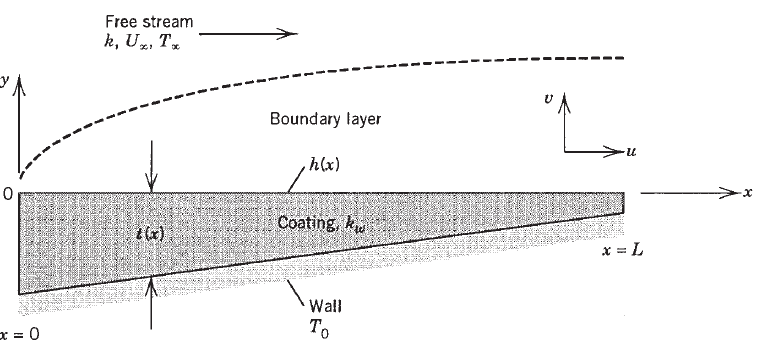 Free stream
k, U∞, T∞
y
Boundary layer
v
u
h(x)
0
x
t(x)
Coating, kw
x = L
Wall
T0
x = 0